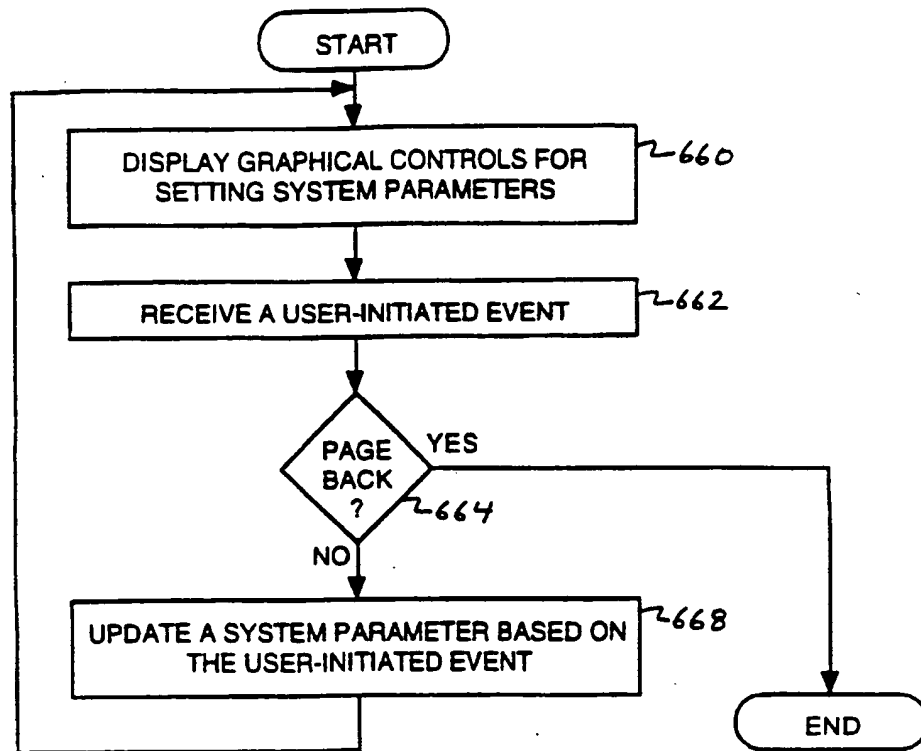 START
DISPLAY GRAPHICAL CONTROLS FOR
SETTING SYSTEM PARAMETERS
660
RECEIVE A USER-INITIATED EVENT
662
PAGE
BACK
?
YES
664
NO
UPDATE A SYSTEM PARAMETER BASED ON
THE USER-INITIATED EVENT
668
END